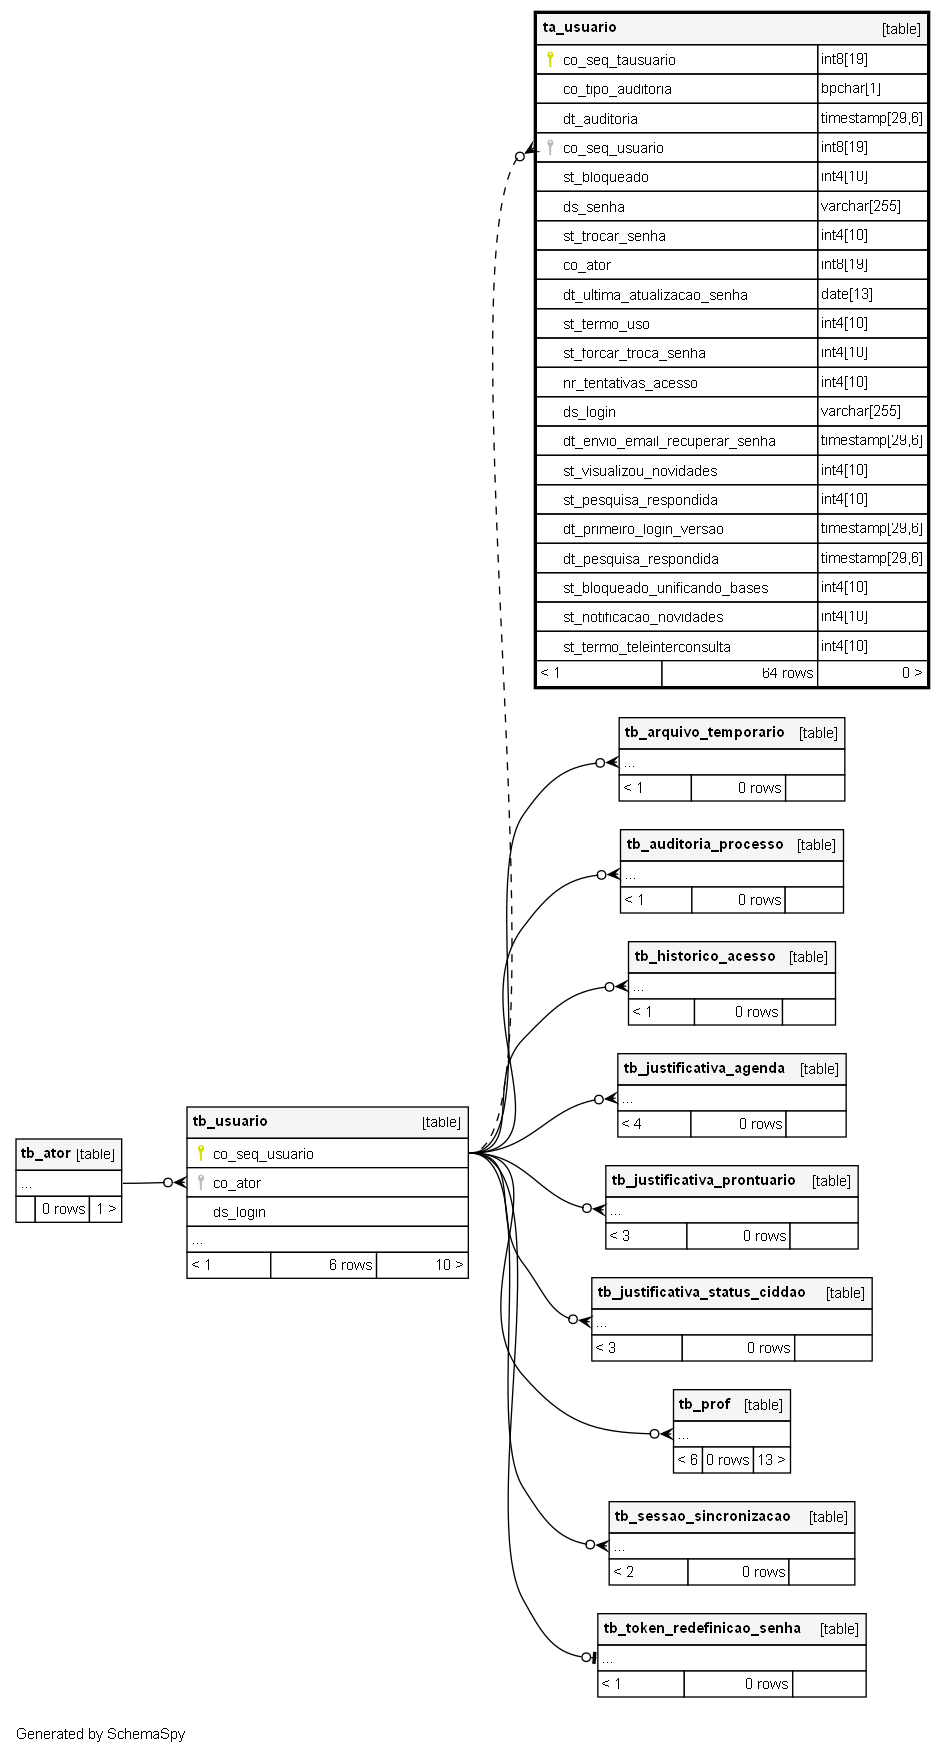 ta_usuario [table]
co_seq_tausuario int8[19]
co_tipo_auditoria bpchar[1]
dt_auditoria timestamp[29,6]
co_seq_usuario int8[19]
st_bloqueado int4[10]
ds_senha varchar[255]
st_trocar_senha int4[10]
co_ator int8[19]
dt_ultima_atualizacao_senha date[13]
st_termo_uso int4[10]
st_forcar_troca_senha int4[10]
nr_tentativas_acesso int4[10]
ds_login varchar[255]
dt_envio_email_recuperar_senha timestamp[29,6]
st_visualizou_novidades int4[10]
st_pesquisa_respondida int4[10]
dt_primeiro_login_versao timestamp[29,6]
dt_pesquisa_respondida timestamp[29,6]
st_bloqueado_unificando_bases int4[10]
st_notificacao_novidades int4[10]
st_termo_teleinterconsulta int4[10]
< 1 64 rows 0 >
tb_arquivo_temporario [table]
...
< 1 0 rows
tb_auditoria_processo [table]
...
< 1 0 rows
tb_historico_acesso [table]
...
< 1 0 rows
tb_justificativa_agenda [table]
...
< 4 0 rows
tb_ator [table]
...
0 rows 1 >
tb_usuario [table]
co_seq_usuario
co_ator
ds_login
...
< 1 6 rows 10 >
tb_justificativa_prontuario [table]
...
< 3 0 rows
tb_justificativa_status_ciddao [table]
...
< 3 0 rows
tb_prof [table]
...
< 6 0 rows 13 >
tb_sessao_sincronizacao [table]
...
< 2 0 rows
tb_token_redefinicao_senha [table]
...
< 1 0 rows
Generated by SchemaSpy